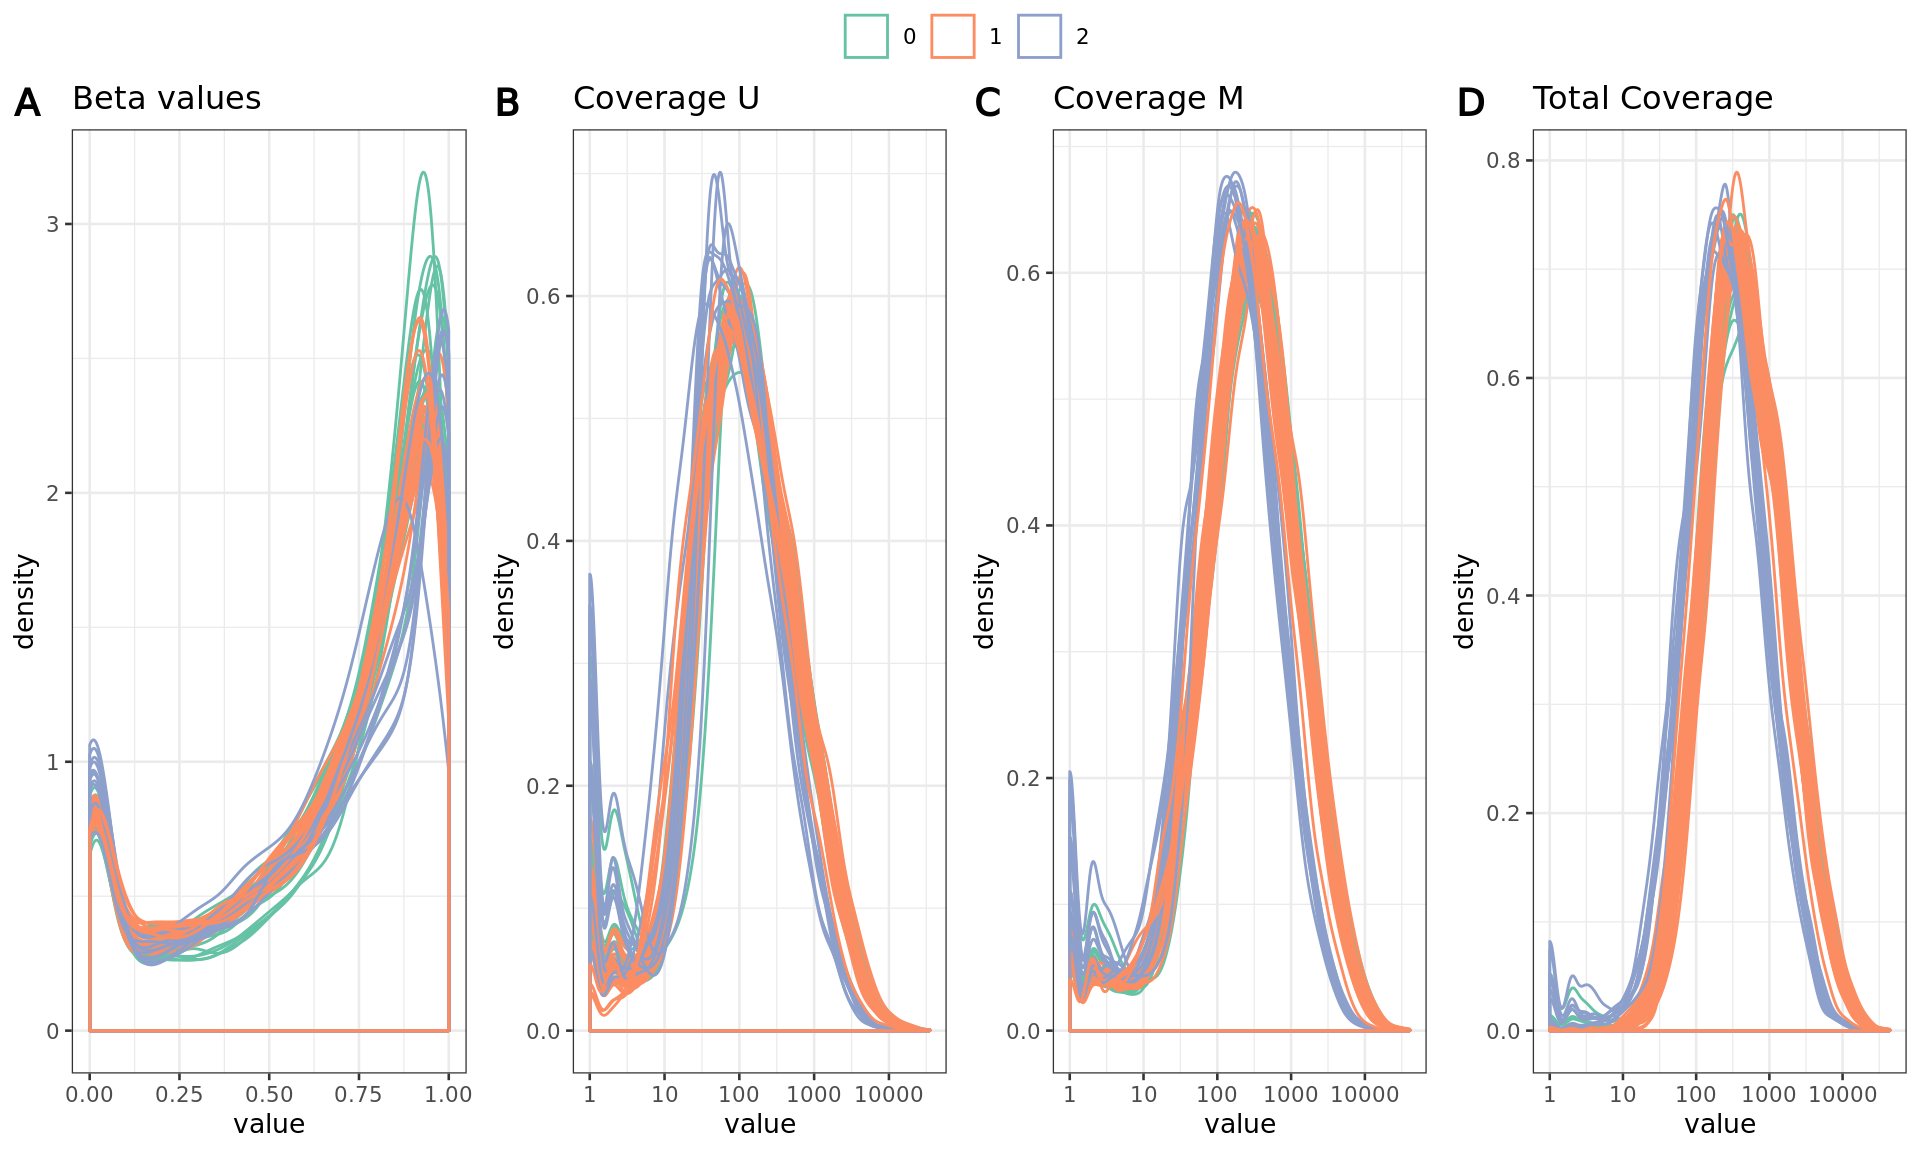 0 1 2
A Beta values
density
3
2
1
0
0.00 0.25 0.50 0.75 1.00
value
B Coverage U
density
0.6
0.4
0.2
0.0
1 10 100 1000 10000
value
C Coverage M
density
0.6
0.4
0.2
0.0
1 10 100 1000 10000
value
D Total Coverage
density
0.8
0.6
0.4
0.2
0.0
1 10 100 1000 10000
value